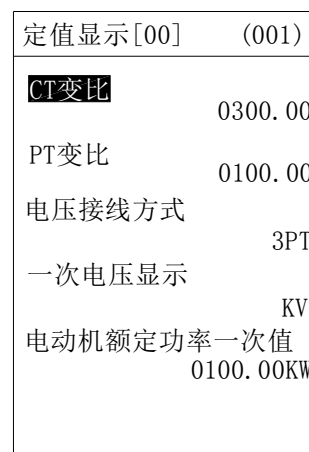 定值显示[00] (001)
CT变比
0300.00
PT变比
0100.00
电压接线方式
3PT
一次电压显示
KV
电动机额定功率一次值
0100.00KW